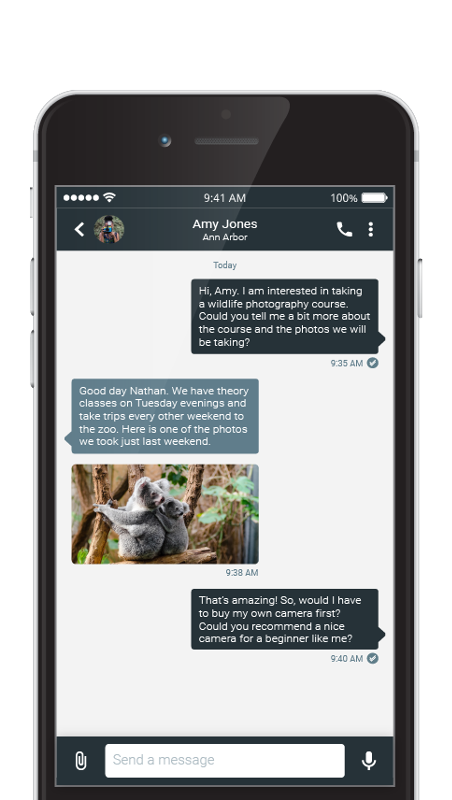 9:41 AM
100%
Amy Jones
Ann Arbor
Today
Hi, Amy. I am interested in taking
a wildlife photography course.
Could you tell me a bit more about
the course and the photos we will
be taking?
9:35 AM
Good day Nathan. We have theory
classes on Tuesday evenings and
take trips every other weekend to
the zoo. Here is one of the photos
we took just last weekend.
9:38 AM
That's amazing! So, would I have
to buy my own camera first?
Could you recommend a nice
camera for a beginner like me?
9:40 AM
Send a message